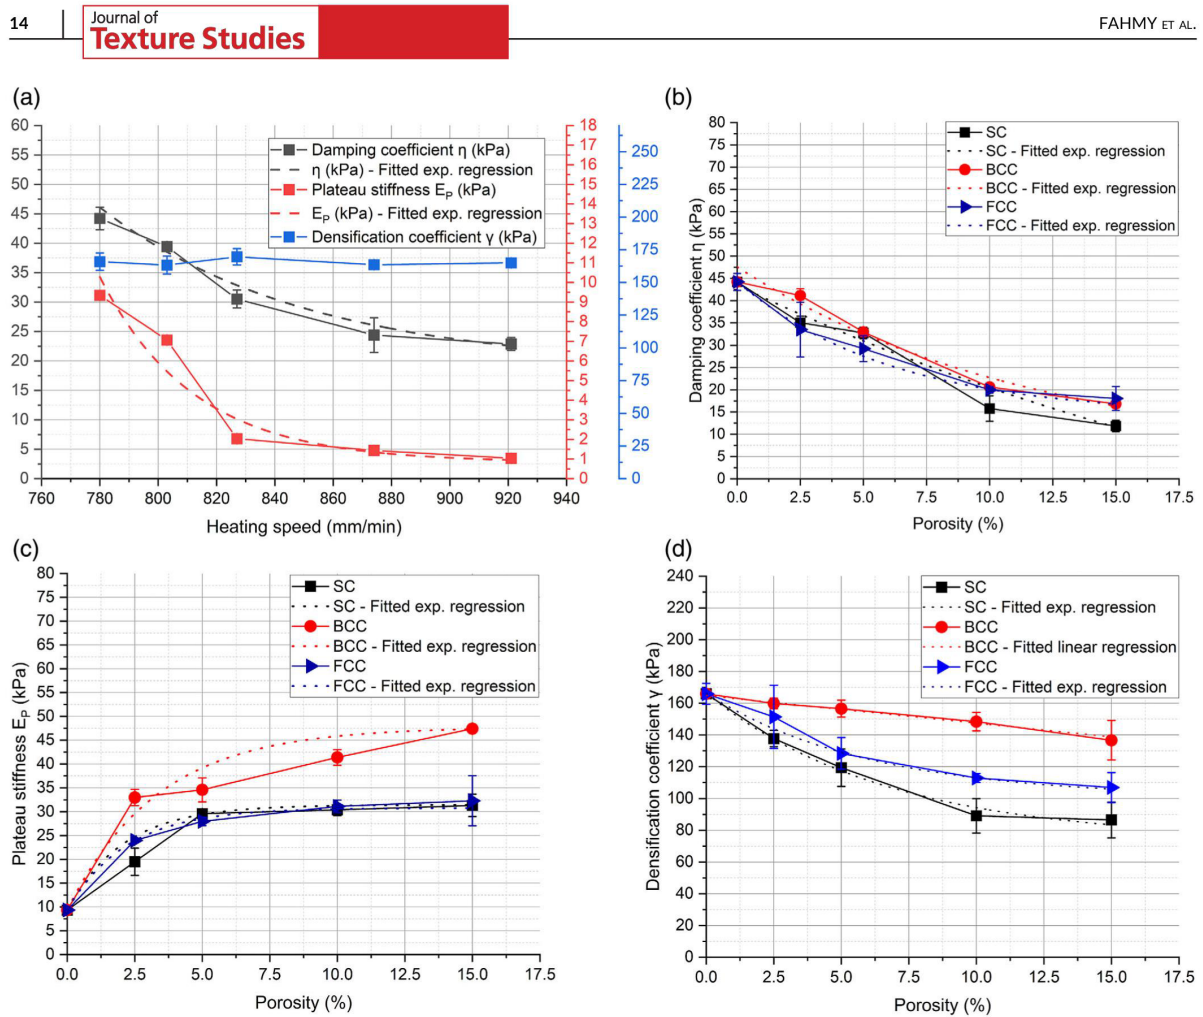 14
Journal of
Texture Studies
FAHMY ET AL.
(a)
60
55
50
45
40
35
30
25
20
15
10
5
0
760 780 800 820 840 860 880 900 920 940
Heating speed (mm/min)
Damping coefficient η (kPa)
η (kPa) - Fitted exp. regression
Plateau stiffness EP (kPa)
EP (kPa) - Fitted exp. regression
Densification coefficient γ (kPa)
18
17
16
15
14
13
12
11
10
9
8
7
6
5
4
3
2
1
0
250
225
200
175
150
125
100
75
50
25
0
(b)
80
75
70
65
60
55
50
45
40
35
30
25
20
15
10
5
0
Damping coefficient η (kPa)
0.0 2.5 5.0 7.5 10.0 12.5 15.0 17.5
Porosity (%)
SC
SC - Fitted exp. regression
BCC
BCC - Fitted exp. regression
FCC
FCC - Fitted exp. regression
(c)
80
75
70
65
60
55
50
45
40
35
30
25
20
15
10
5
0
Plateau stiffness EP (kPa)
0.0 2.5 5.0 7.5 10.0 12.5 15.0 17.5
Porosity (%)
SC
SC - Fitted exp. regression
BCC
BCC - Fitted exp. regression
FCC
FCC - Fitted exp. regression
(d)
240
220
200
180
160
140
120
100
80
60
40
20
0
Densification coefficient γ (kPa)
0.0 2.5 5.0 7.5 10.0 12.5 15.0 17.5
Porosity (%)
SC
SC - Fitted exp. regression
BCC
BCC - Fitted linear regression
FCC
FCC - Fitted exp. regression